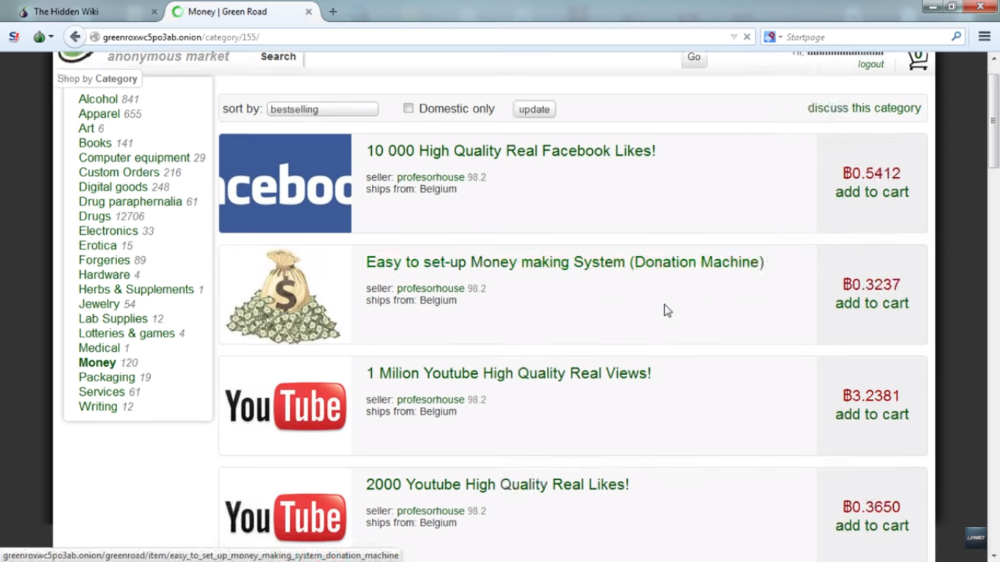 The Hidden Wiki
Money | Green Road
greenroxwc5po3ab.onion/category/155/
Startpage
anonymous market
Search
Go
logout
0
Shop by Category
Alcohol 841
Apparel 655
Art 6
Books 141
Computer equipment 29
Custom Orders 216
Digital goods 248
Drug paraphernalia 61
Drugs 12706
Electronics 33
Erotica 15
Forgeries 89
Hardware 4
Herbs & Supplements 1
Jewelry 54
Lab Supplies 12
Lotteries & games 4
Medical 1
Money 120
Packaging 19
Services 61
Writing 12
sort by: bestselling Domestic only update
discuss this category
aceboo
10 000 High Quality Real Facebook Likes!
seller: profesorhouse 98.2
ships from: Belgium
฿0.5412
add to cart
$
Easy to set-up Money making System (Donation Machine)
seller: profesorhouse 98.2
ships from: Belgium
฿0.3237
add to cart
YouTube
1 Milion Youtube High Quality Real Views!
seller: profesorhouse 98.2
ships from: Belgium
฿3.2381
add to cart
YouTube
2000 Youtube High Quality Real Likes!
seller: profesorhouse 98.2
ships from: Belgium
฿0.3650
add to cart
greenroxwc5po3ab.onion/greenroad/item/easy_to_set_up_money_making_system_donation_machine